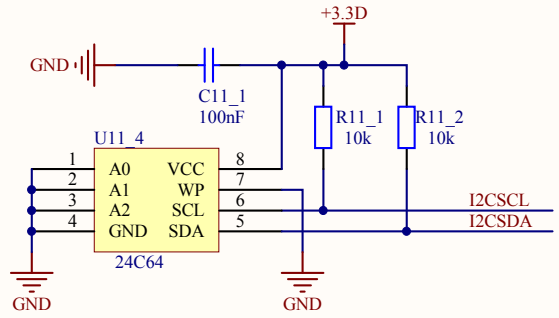 +3.3D
GND
C11_1
100nF
R11_1
10k
R11_2
10k
U11_4
1 A0 VCC 8
2 A1 WP 7
3 A2 SCL 6
4 GND SDA 5
24C64
I2CSCL
I2CSDA
GND
GND